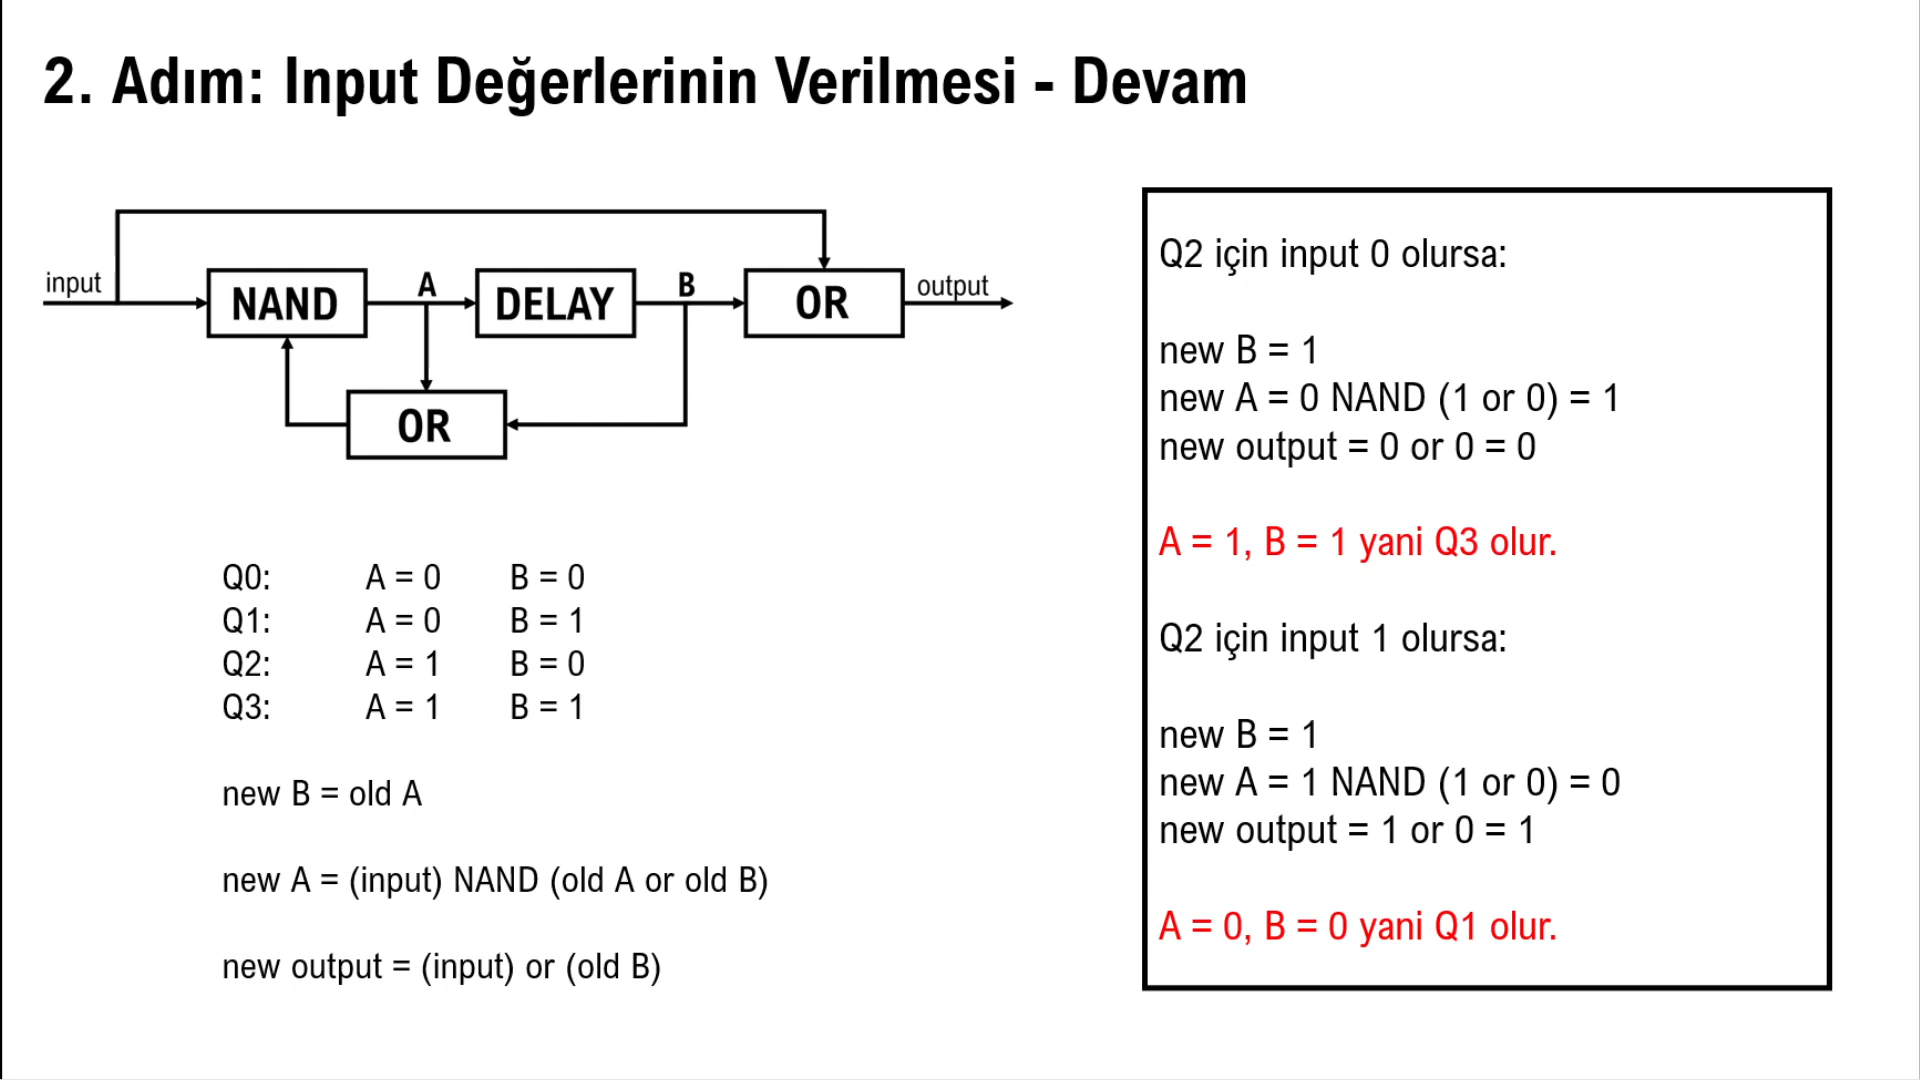 2. Adım: Input Değerlerinin Verilmesi - Devam
input
NAND
A
DELAY
B
OR
output
OR
Q0: A = 0 B = 0
Q1: A = 0 B = 1
Q2: A = 1 B = 0
Q3: A = 1 B = 1
new B = old A
new A = (input) NAND (old A or old B)
new output = (input) or (old B)
Q2 için input 0 olursa:
new B = 1
new A = 0 NAND (1 or 0) = 1
new output = 0 or 0 = 0
A = 1, B = 1 yani Q3 olur.
Q2 için input 1 olursa:
new B = 1
new A = 1 NAND (1 or 0) = 0
new output = 1 or 0 = 1
A = 0, B = 0 yani Q1 olur.